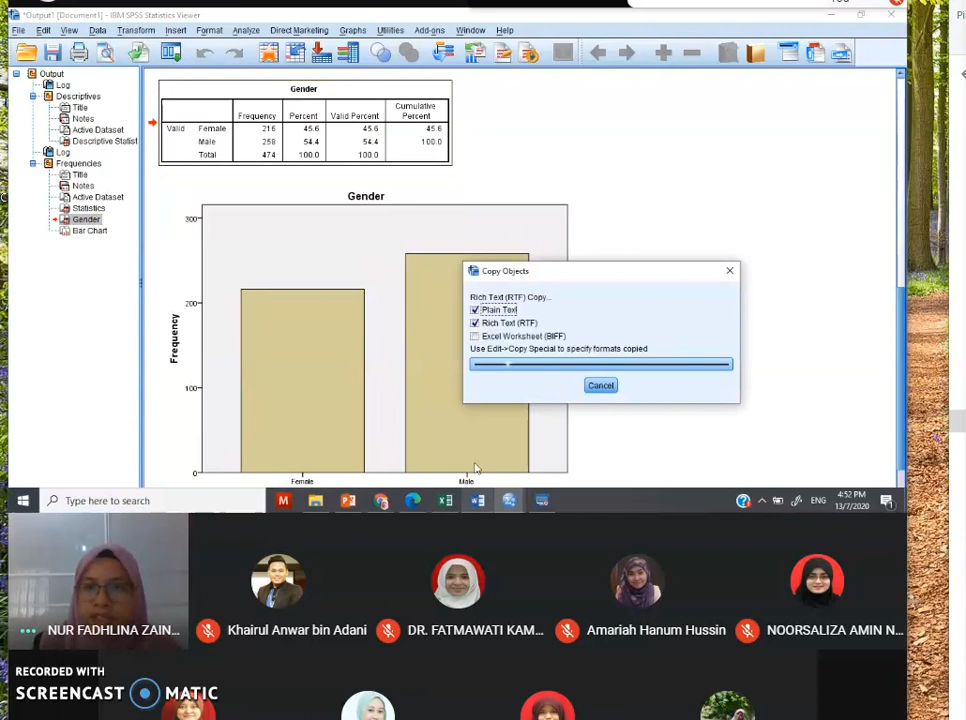 *Output1 [Document1] - IBM SPSS Statistics Viewer
File Edit View Data Transform Insert Format Analyze Direct Marketing Graphs Utilities Add-ons Window Help
Output
Log
Descriptives
Title
Notes
Active Dataset
Descriptive Statist
Log
Frequencies
Title
Notes
Active Dataset
Statistics
Gender
Bar Chart
Gender
Frequency Percent Valid Percent Cumulative Percent
Valid Female 216 45.6 45.6 45.6
Male 258 54.4 54.4 100.0
Total 474 100.0 100.0
Gender
Frequency
300
200
100
0
Female Male
Copy Objects
Rich Text (RTF) Copy...
Plain Text
Rich Text (RTF)
Excel Worksheet (BIFF)
Use Edit->Copy Special to specify formats copied
Cancel
Type here to search
ENG
4:52 PM
13/7/2020
NUR FADHLINA ZAIN...
Khairul Anwar bin Adani
DR. FATMAWATI KAM...
Amariah Hanum Hussin
NOORSALIZA AMIN N...
RECORDED WITH
SCREENCAST MATIC